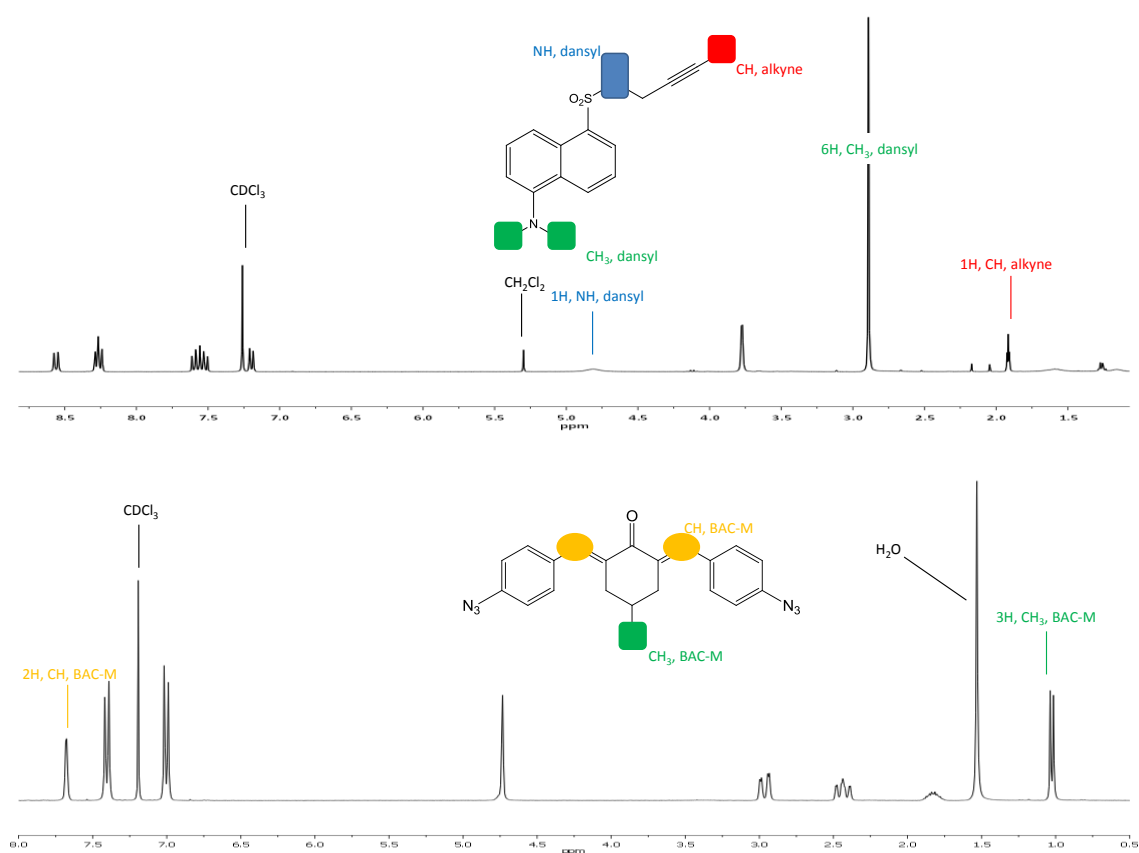 NH, dansyl
CH, alkyne
O₂S
6H, CH₃, dansyl
CDCl₃
N
CH₃, dansyl
1H, CH, alkyne
CH₂Cl₂
1H, NH, dansyl
8.5 8.0 7.5 7.0 6.5 6.0 5.5 5.0 4.5 4.0 3.5 3.0 2.5 2.0 1.5
ppm
CDCl₃
O
CH, BAC-M
H₂O
N₃
N₃
3H, CH₃, BAC-M
CH₃, BAC-M
2H, CH, BAC-M
8.0 7.5 7.0 6.5 6.0 5.5 5.0 4.5 4.0 3.5 3.0 2.5 2.0 1.5 1.0 0.5
ppm